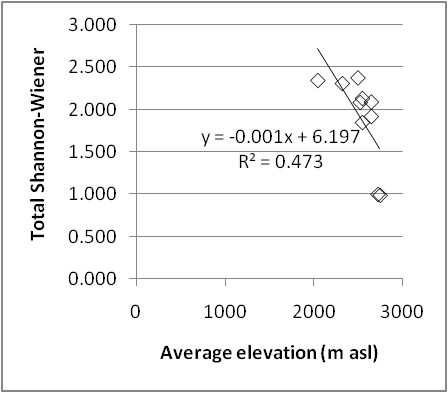 3.000
2.500
2.000
1.500
1.000
0.500
0.000
Total Shannon-Wiener
y = -0.001x + 6.197
R² = 0.473
0 1000 2000 3000
Average elevation (m asl)